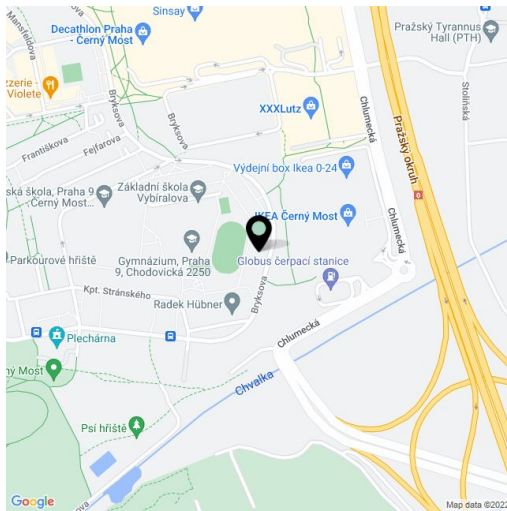 Sinsay
Mansfeldova
Decathlon Praha
- Černý Most
Pražský Tyrannus
Hall (PTH)
zzerie -
Violete
Bryksova
XXXLutz
Chlumecká
Pražský okruh
Stolińská
Bryksova
Františkova
Fejfarova
Výdejní box Ikea 0-24
Základní škola
Vybíralova
ská škola, Praha 9
Černý Most...
0
IKEA Černý Most
Chlumecká
Parkourové hřiště
Gymnázium, Praha
9, Chodovická 2250
Globus čerpací stanice
Kpt. Stránského
Radek Hübner
Bryksova
Plechárna
Chlumecká
ný Most
Chvalka
Psí hřiště
Google
Map data ©2022